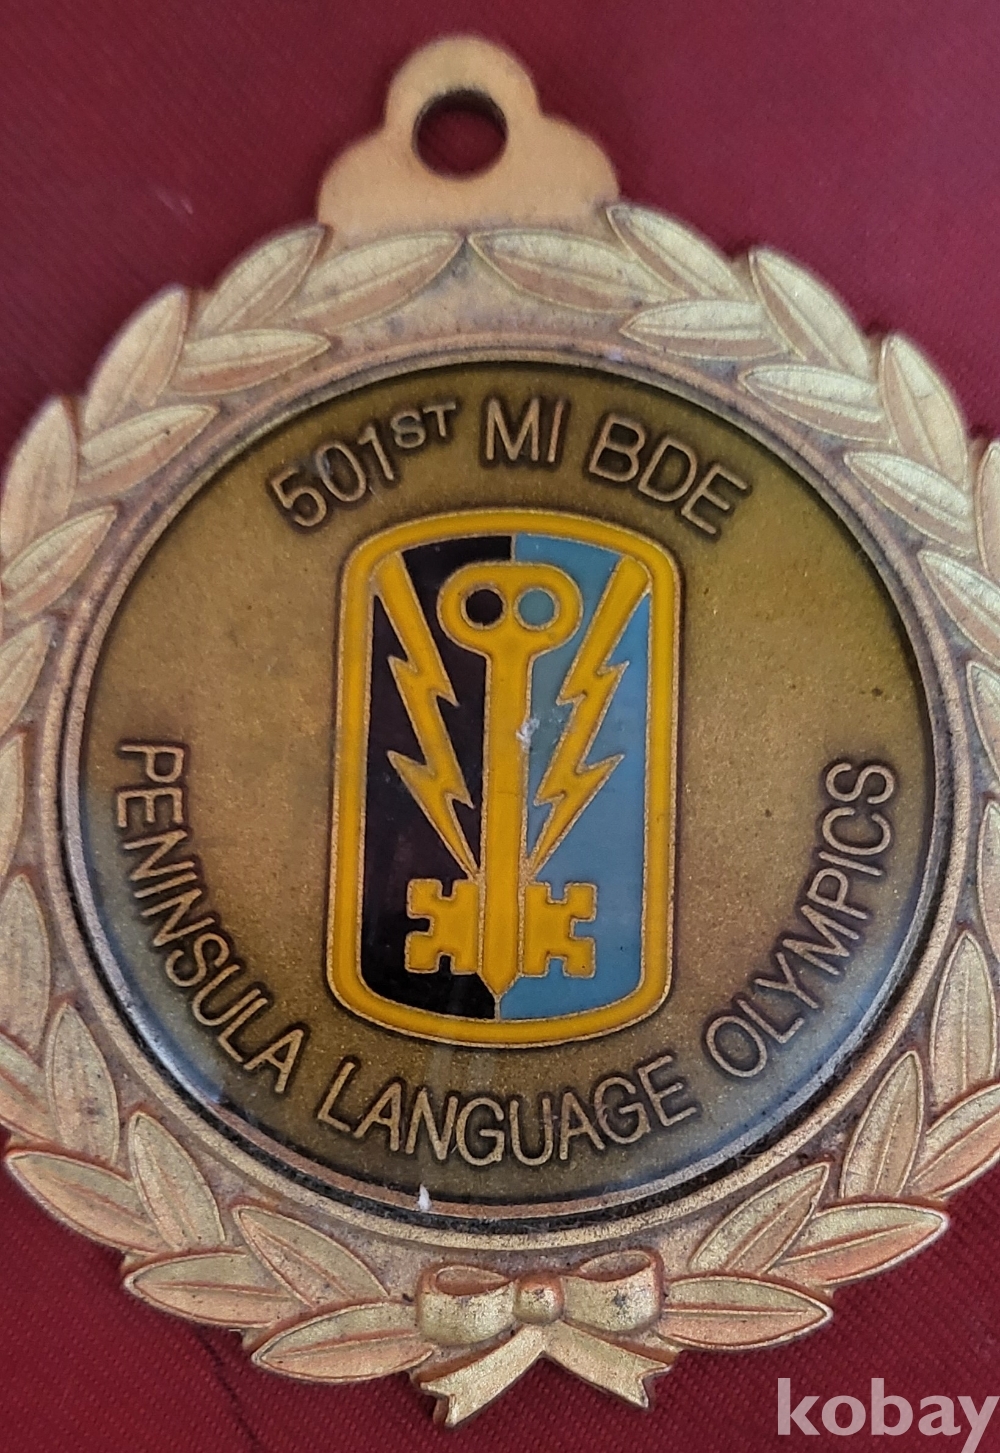 501ST MI BDE
PENINSULA LANGUAGE OLYMPICS
kobay